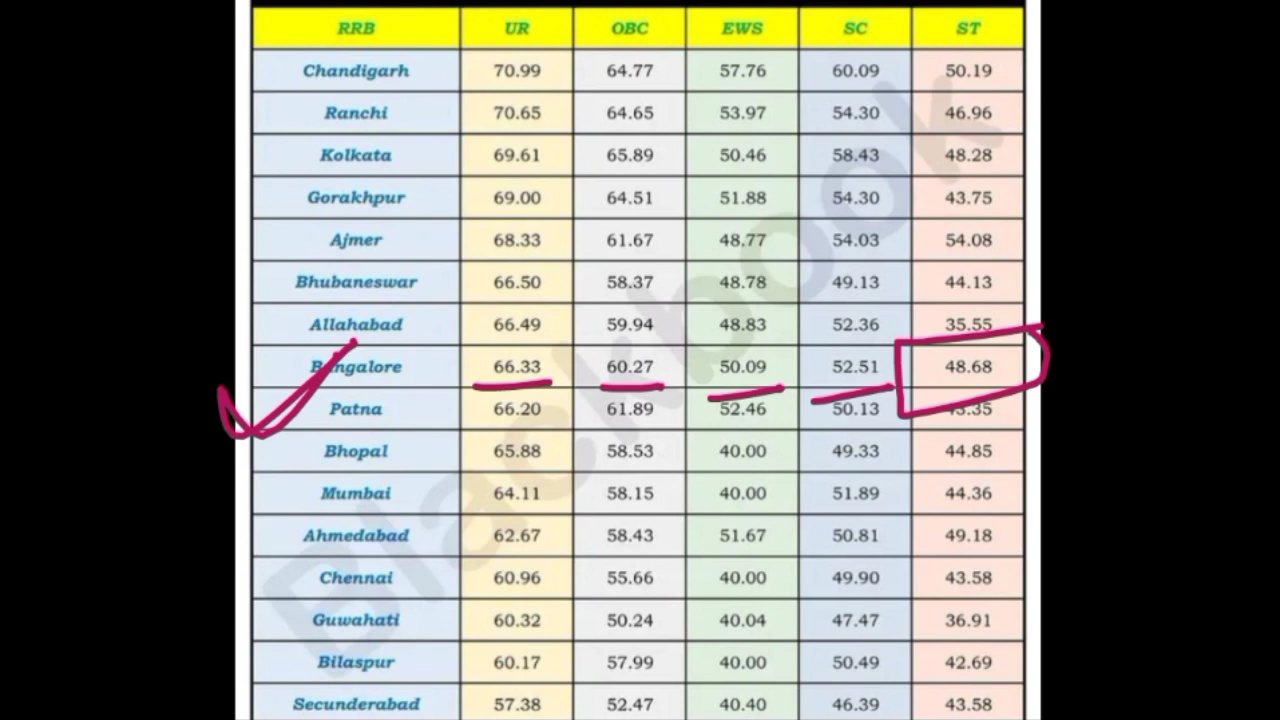 RRB UR OBC EWS SC ST
Chandigarh 70.99 64.77 57.76 60.09 50.19
Ranchi 70.65 64.65 53.97 54.30 46.96
Kolkata 69.61 65.89 50.46 58.43 48.28
Gorakhpur 69.00 64.51 51.88 54.30 43.75
Ajmer 68.33 61.67 48.77 54.03 54.08
Bhubaneswar 66.50 58.37 48.78 49.13 44.13
Allahabad 66.49 59.94 48.83 52.36 35.55
Bangalore 66.33 60.27 50.09 52.51 48.68
Patna 66.20 61.89 52.46 50.13
Bhopal 65.88 58.53 40.00 49.33 44.85
Mumbai 64.11 58.15 40.00 51.89 44.36
Ahmedabad 62.67 58.43 51.67 50.81 49.18
Chennai 60.96 55.66 40.00 49.90 43.58
Guwahati 60.32 50.24 40.04 47.47 36.91
Bilaspur 60.17 57.99 40.00 50.49 42.69
Secunderabad 57.38 52.47 40.40 46.39 43.58
Blackbook